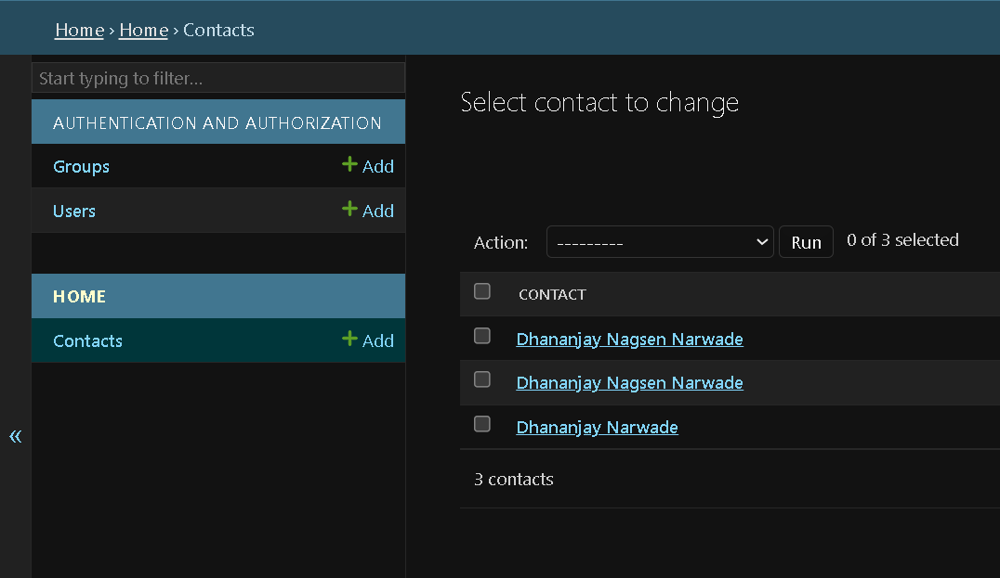 Home › Home › Contacts
Start typing to filter...
AUTHENTICATION AND AUTHORIZATION
Groups + Add
Users + Add
HOME
Contacts + Add
«
Select contact to change
Action: --------- Run 0 of 3 selected
CONTACT
Dhananjay Nagsen Narwade
Dhananjay Nagsen Narwade
Dhananjay Narwade
3 contacts